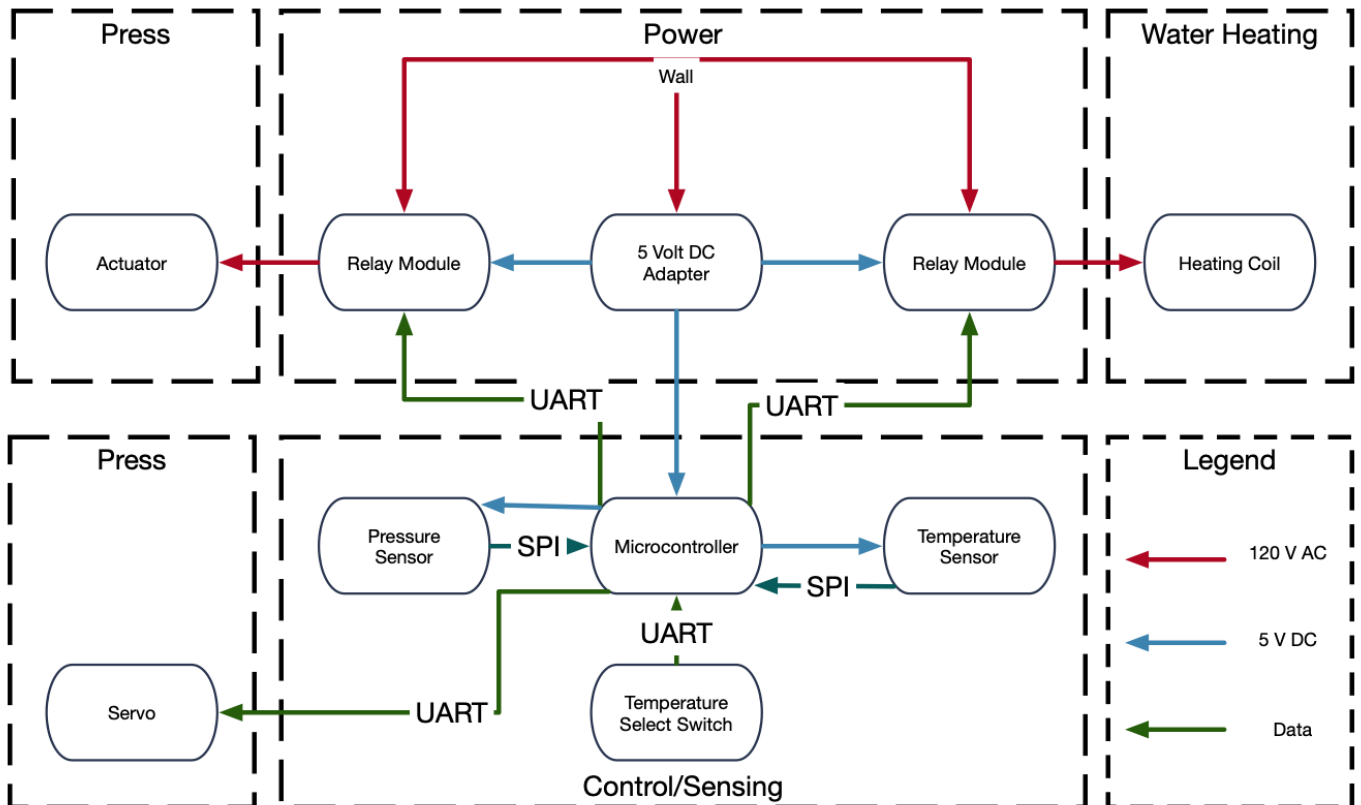 Press
Power
Water Heating
Wall
Actuator
Relay Module
5 Volt DC
Adapter
Relay Module
Heating Coil
UART
UART
Press
Legend
Pressure
Sensor
SPI
Microcontroller
Temperature
Sensor
SPI
120 V AC
UART
5 V DC
Servo
UART
Temperature
Select Switch
Data
Control/Sensing